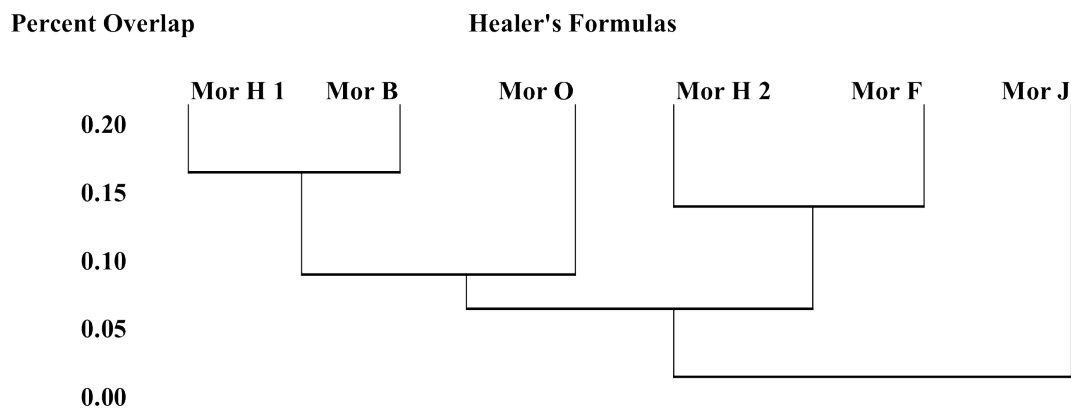 Percent Overlap Healer's Formulas
Mor H 1 Mor B Mor O Mor H 2 Mor F Mor J
0.20
0.15
0.10
0.05
0.00